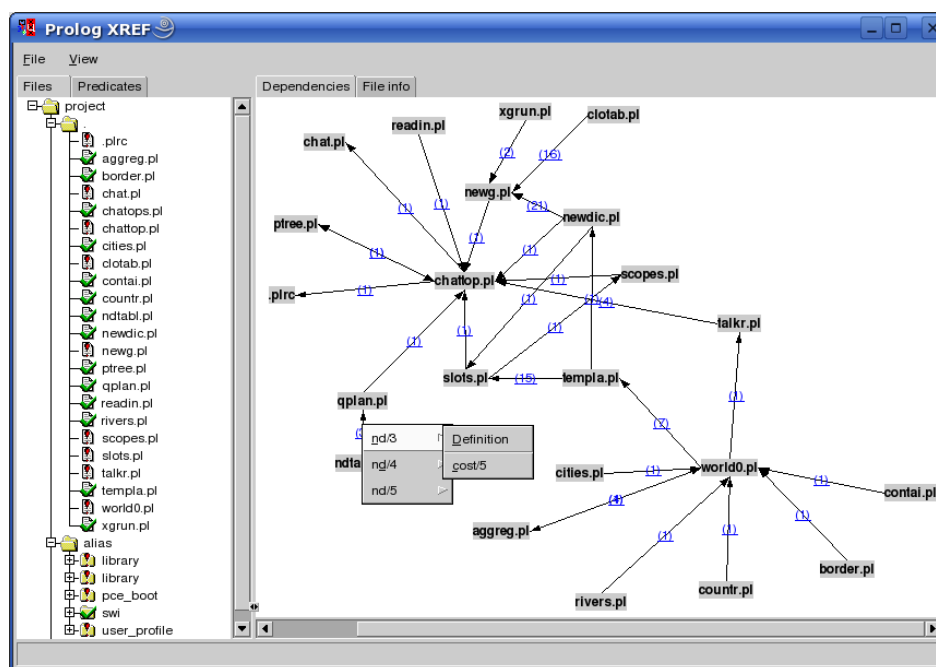 Prolog XREF
File View
Files Predicates
Dependencies File info
project
.
.plrc
aggreg.pl
border.pl
chat.pl
chatops.pl
chattop.pl
cities.pl
clotab.pl
contai.pl
countr.pl
ndtabl.pl
newdic.pl
newg.pl
ptree.pl
qplan.pl
readin.pl
rivers.pl
scopes.pl
slots.pl
talkr.pl
templa.pl
world0.pl
xgrun.pl
alias
library
library
pce_boot
swi
user_profile
xgrun.pl
clotab.pl
readin.pl
chat.pl
(2)
(16)
newg.pl
(21)
(1)
(1)
newdic.pl
ptree.pl
(1)
(1)
(1)
scopes.pl
chattop.pl
(1)
.plrc
(1)
(1)
(4)
talkr.pl
(1)
(1)
(1)
slots.pl
(15)
templa.pl
qplan.pl
(1)
(7)
nd/3
Definition
nd/4
cost/5
nd/5
cities.pl
(1)
world0.pl
(1)
contai.pl
(4)
aggreg.pl
(1)
(1)
(1)
border.pl
countr.pl
rivers.pl